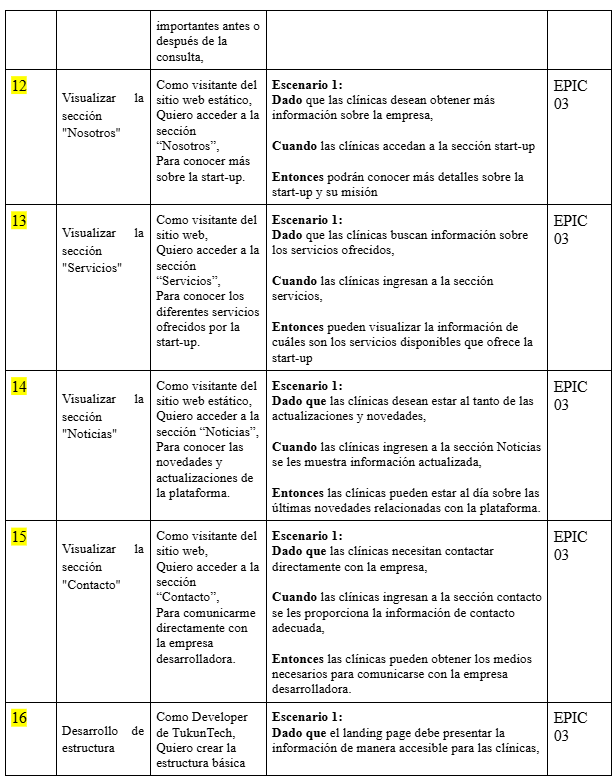 importantes antes o
después de la
consulta,
12
Visualizar la
sección
"Nosotros"
Como visitante del
sitio web estático,
Quiero acceder a la
sección
“Nosotros”,
Para conocer más
sobre la start-up.
Escenario 1:
Dado que las clínicas desean obtener más
información sobre la empresa,
Cuando las clínicas accedan a la sección start-up
Entonces podrán conocer más detalles sobre la
start-up y su misión
EPIC
03
13
Visualizar la
sección
"Servicios"
Como visitante del
sitio web,
Quiero acceder a la
sección
“Servicios”,
Para conocer los
diferentes servicios
ofrecidos por la
start-up.
Escenario 1:
Dado que las clínicas buscan información sobre
los servicios ofrecidos,
Cuando las clínicas ingresan a la sección
servicios,
Entonces pueden visualizar la información de
cuáles son los servicios disponibles que ofrece la
start-up
EPIC
03
14
Visualizar la
sección
"Noticias"
Como visitante del
sitio web estático,
Quiero acceder a la
sección “Noticias”,
Para conocer las
novedades y
actualizaciones de
la plataforma.
Escenario 1:
Dado que las clínicas desean estar al tanto de las
actualizaciones y novedades,
Cuando las clínicas ingresen a la sección Noticias
se les muestra información actualizada,
Entonces las clínicas pueden estar al día sobre las
últimas novedades relacionadas con la plataforma.
EPIC
03
15
Visualizar la
sección
"Contacto"
Como visitante del
sitio web,
Quiero acceder a la
sección
“Contacto”,
Para comunicarme
directamente con
la empresa
desarrolladora.
Escenario 1:
Dado que las clínicas necesitan contactar
directamente con la empresa,
Cuando las clínicas ingresan a la sección contacto
se les proporciona la información de contacto
adecuada,
Entonces las clínicas pueden obtener los medios
necesarios para comunicarse con la empresa
desarrolladora.
EPIC
03
16
Desarrollo de
estructura
Como Developer
de TukunTech,
Quiero crear la
estructura básica
Escenario 1:
Dado que el landing page debe presentar la
información de manera accesible para las clínicas,
EPIC
03